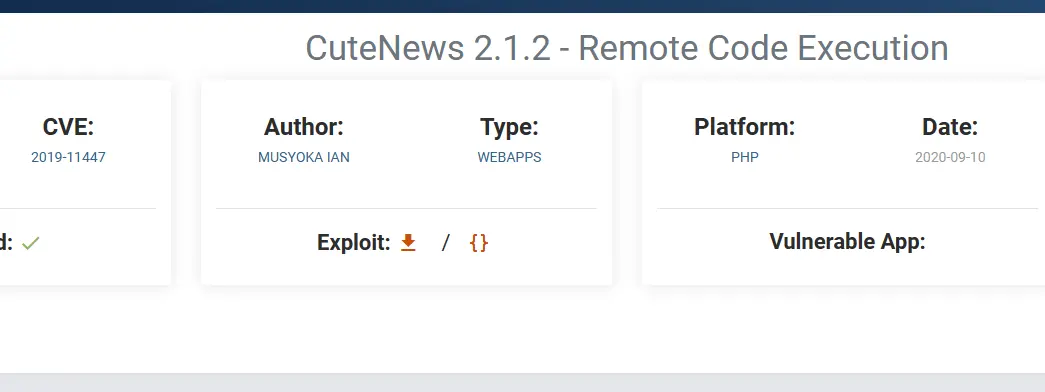 CuteNews 2.1.2 - Remote Code Execution
CVE: Author: Type: Platform: Date:
2019-11447 MUSYOKA IAN WEBAPPS PHP 2020-09-10
d: Exploit: / {} Vulnerable App: